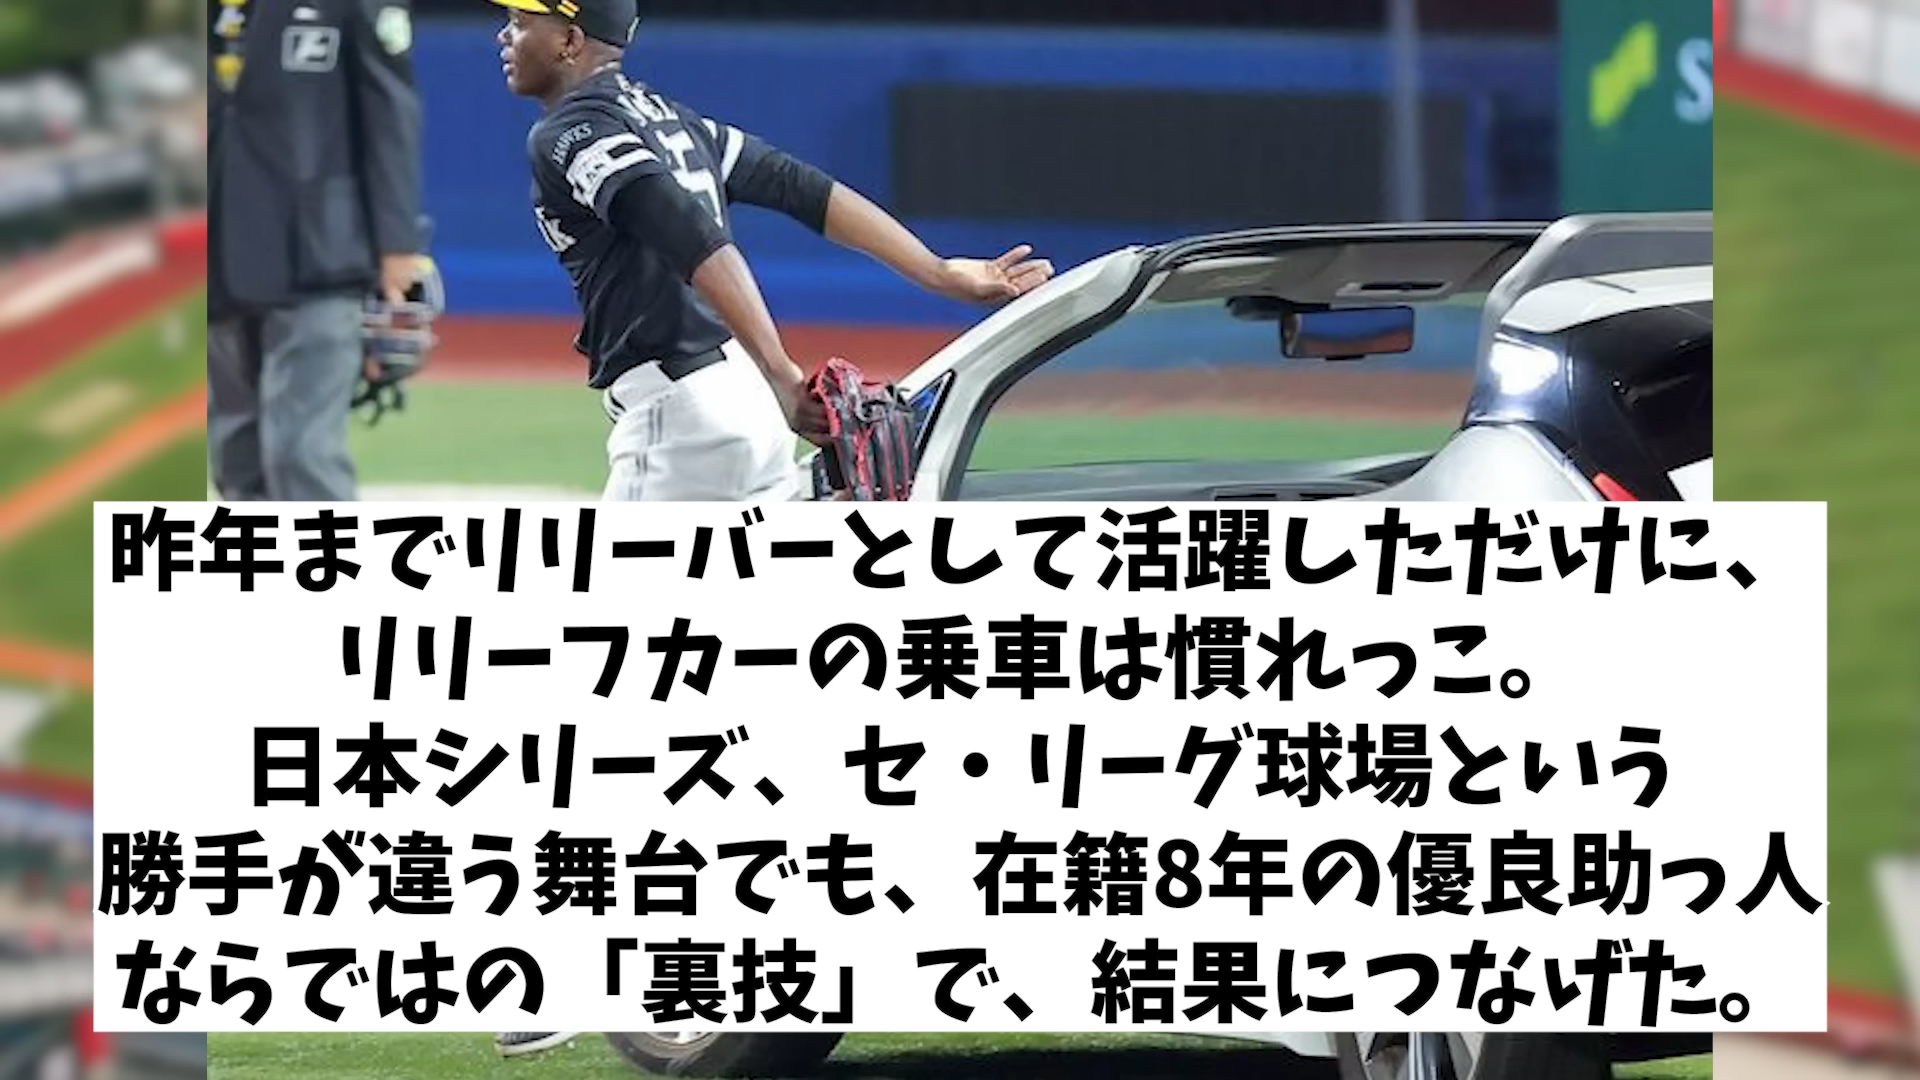 HAWKS
昨年までリリーバーとして活躍しただけに、
リリーフカーの乗車は慣れっこ。
日本シリーズ、セ・リーグ球場という
勝手が違う舞台でも、在籍8年の優良助っ人
ならではの「裏技」で、結果につなげた。